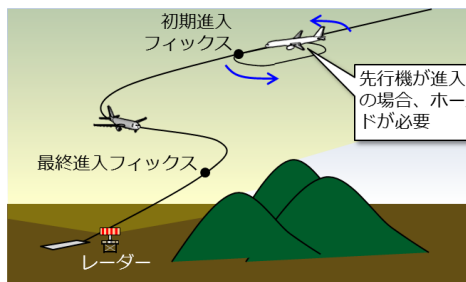 初期進入
フィックス
先行機が進入
の場合、ホー
ドが必要
最終進入フィックス
レーダー